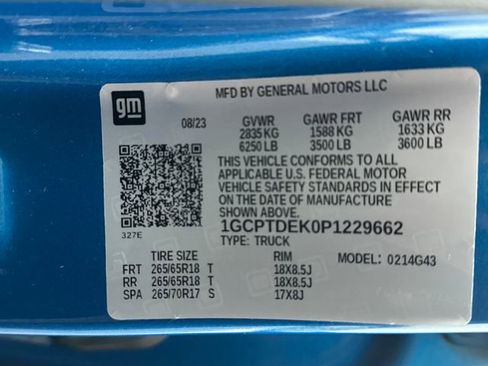 MFD BY GENERAL MOTORS LLC
gm
08/23 GVWR GAWR FRT GAWR RR
2835 KG 1588 KG 1633 KG
6250 LB 3500 LB 3600 LB
THIS VEHICLE CONFORMS TO ALL
APPLICABLE U.S. FEDERAL MOTOR
VEHICLE SAFETY STANDARDS IN EFFECT
ON THE DATE OF MANUFACTURE
SHOWN ABOVE.
1GCPTDEK0P1229662
327E
TYPE: TRUCK
TIRE SIZE RIM MODEL: 0214G43
FRT 265/65R18 T 18X8.5J
RR 265/65R18 T 18X8.5J
SPA 265/70R17 S 17X8J